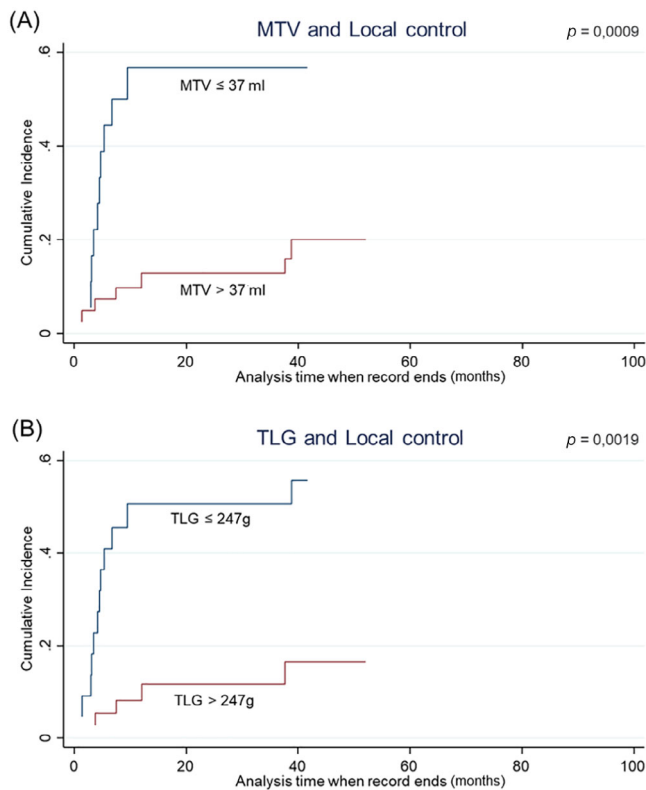 (A)
MTV and Local control
p = 0,0009
Cumulative Incidence
.6
.4
.2
0
MTV ≤ 37 ml
MTV > 37 ml
0 20 40 60 80 100
Analysis time when record ends (months)
(B)
TLG and Local control
p = 0,0019
Cumulative Incidence
.6
.4
.2
0
TLG ≤ 247g
TLG > 247g
0 20 40 60 80 100
Analysis time when record ends (months)